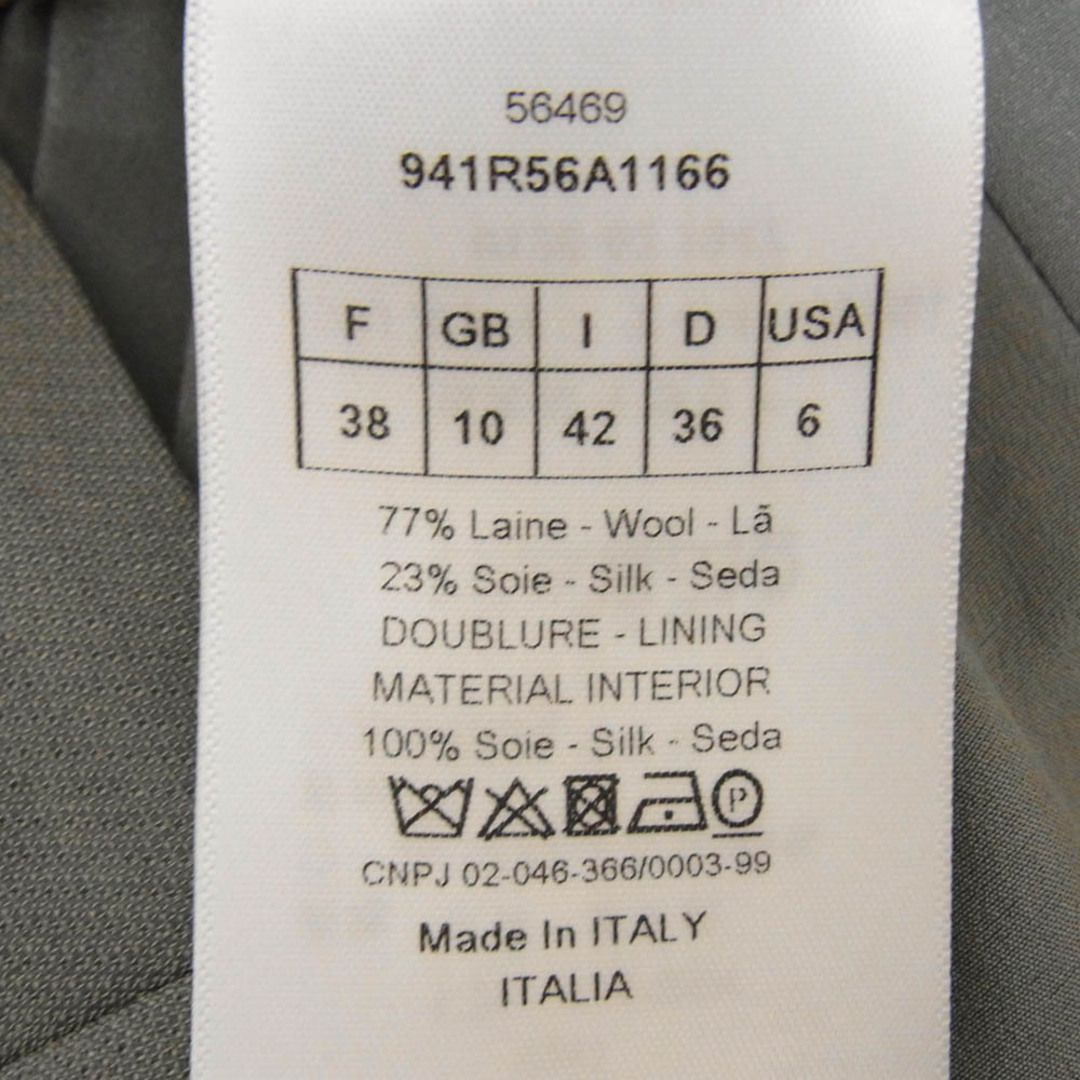 56469
941R56A1166
F GB I D USA
38 10 42 36 6
77% Laine - Wool - Lã
23% Soie - Silk - Seda
DOUBLURE - LINING
MATERIAL INTERIOR
100% Soie - Silk - Seda
P
CNPJ 02-046-366/0003-99
Made In ITALY
ITALIA